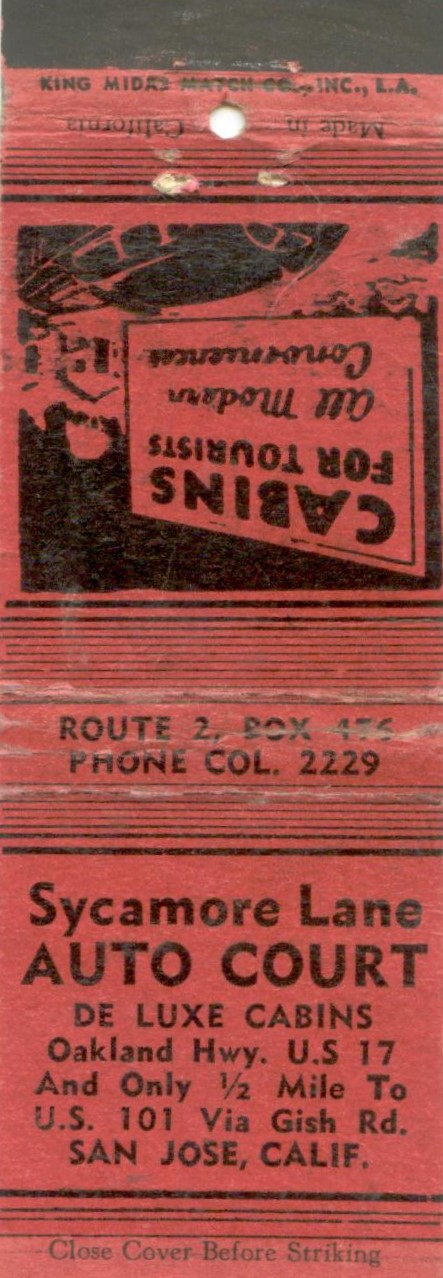 KING MIDAS MATCH CO., INC., L.A.
Made in California
CABINS
FOR TOURISTS
All Modern
Conveniences
ROUTE 2, BOX 476
PHONE COL. 2229
Sycamore Lane
AUTO COURT
DE LUXE CABINS
Oakland Hwy. U.S 17
And Only ½ Mile To
U.S. 101 Via Gish Rd.
SAN JOSE, CALIF.
Close Cover Before Striking